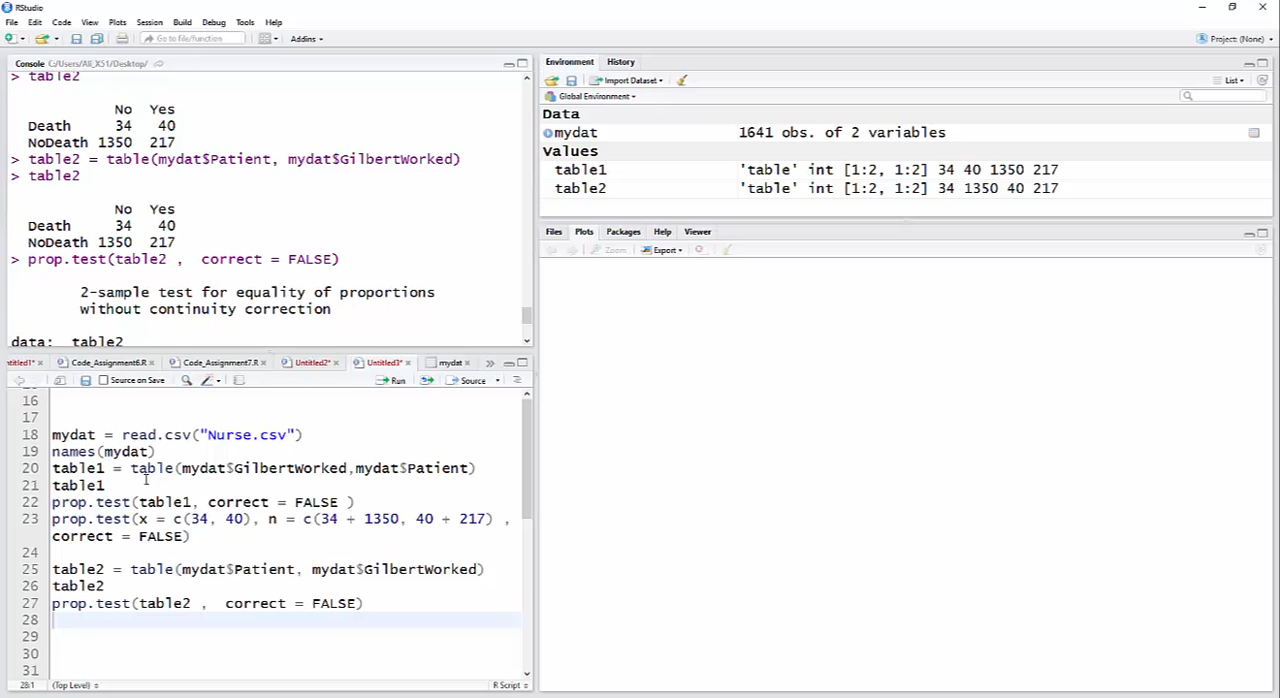 RStudio
File Edit Code View Plots Session Build Debug Tools Help
Go to file/function Addins Project: (None)
Console C:/Users/Ali_X51/Desktop/
> table2
No Yes
Death 34 40
NoDeath 1350 217
> table2 = table(mydat$Patient, mydat$GilbertWorked)
> table2
No Yes
Death 34 40
NoDeath 1350 217
> prop.test(table2 , correct = FALSE)
2-sample test for equality of proportions
without continuity correction
data: table2
ntitled1* Code_Assignment6.R Code_Assignment7.R Untitled2* Untitled3* mydat
Source on Save Run Source
16
17
18 mydat = read.csv("Nurse.csv")
19 names(mydat)
20 table1 = table(mydat$GilbertWorked,mydat$Patient)
21 table1
22 prop.test(table1, correct = FALSE )
23 prop.test(x = c(34, 40), n = c(34 + 1350, 40 + 217) ,
correct = FALSE)
24
25 table2 = table(mydat$Patient, mydat$GilbertWorked)
26 table2
27 prop.test(table2 , correct = FALSE)
28
29
30
31
28:1 (Top Level) R Script
Environment History
Import Dataset List
Global Environment
Data
mydat 1641 obs. of 2 variables
Values
table1 'table' int [1:2, 1:2] 34 40 1350 217
table2 'table' int [1:2, 1:2] 34 1350 40 217
Files Plots Packages Help Viewer
Zoom Export